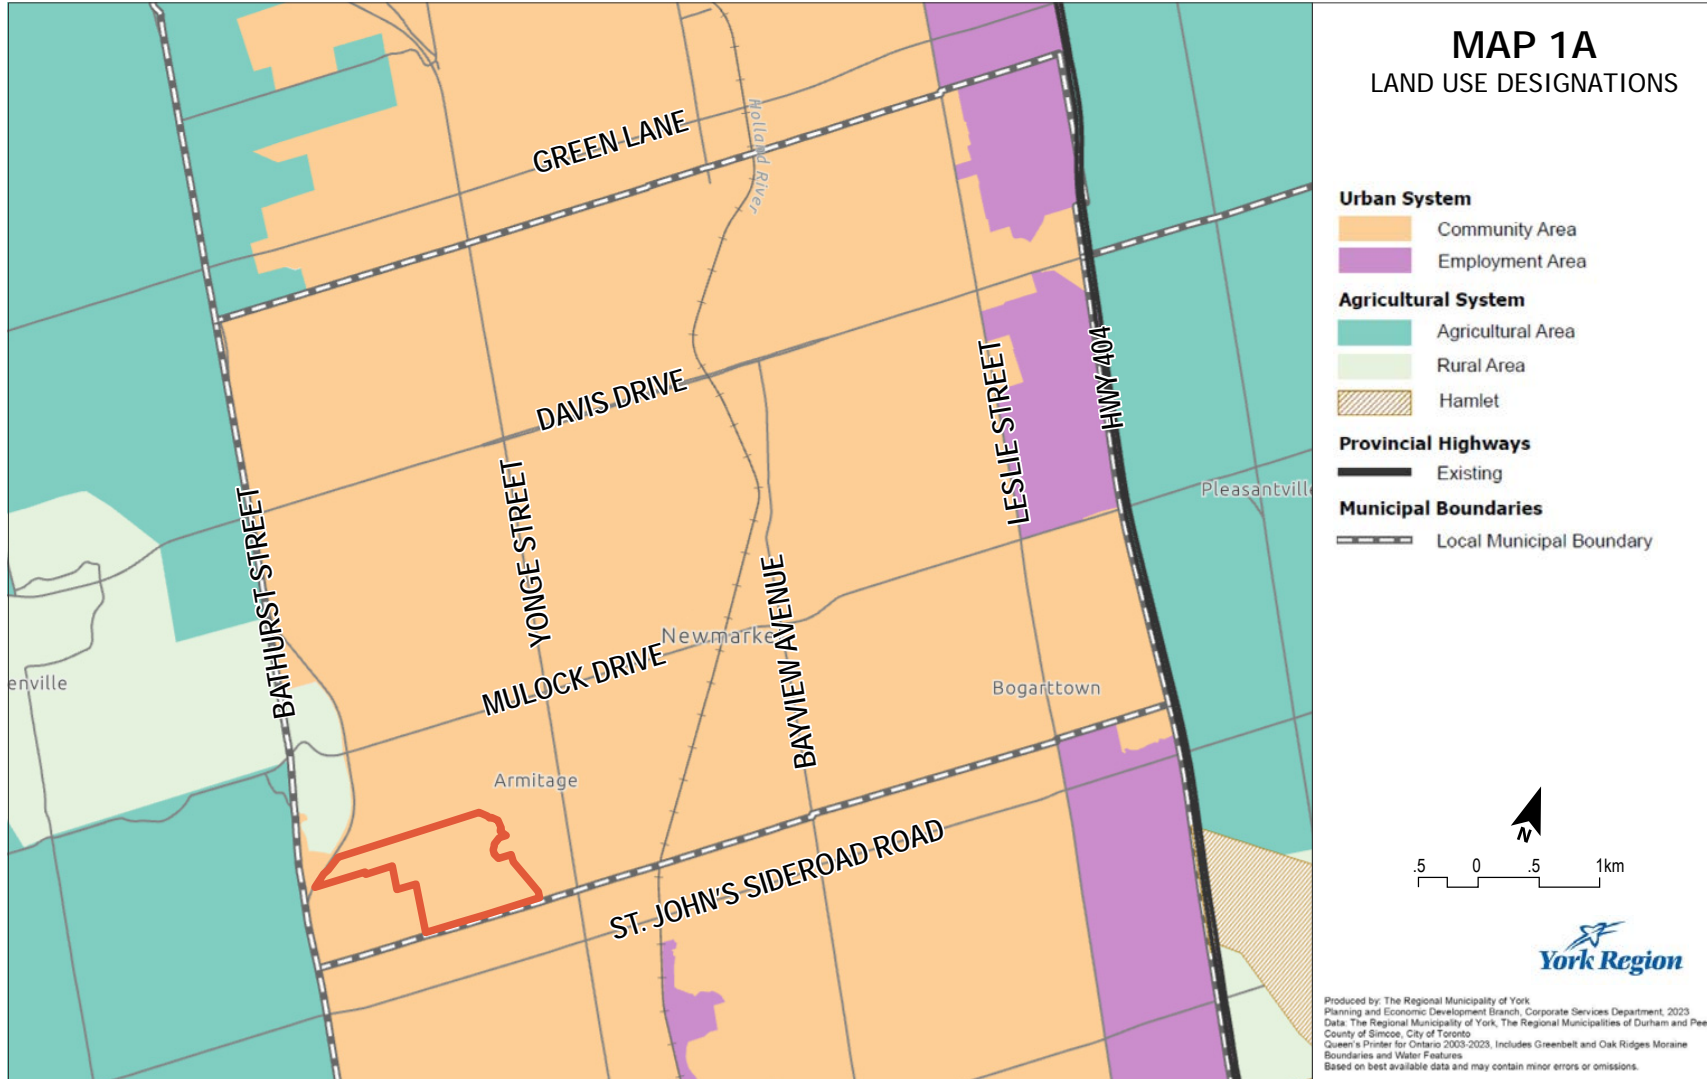 MAP 1A
LAND USE DESIGNATIONS
Urban System
Community Area
Employment Area
Agricultural System
Agricultural Area
Rural Area
Hamlet
Provincial Highways
Existing
Municipal Boundaries
Local Municipal Boundary
N
.5 0 .5 1km
York Region
Produced by: The Regional Municipality of York
Planning and Economic Development Branch, Corporate Services Department, 2023
Data: The Regional Municipality of York, The Regional Municipalities of Durham and Pee
County of Simcoe, City of Toronto
Queen's Printer for Ontario 2003-2023, Includes Greenbelt and Oak Ridges Moraine
Boundaries and Water Features
Based on best available data and may contain minor errors or omissions.
GREEN LANE
Holland River
DAVIS DRIVE
LESLIE STREET
HWY 404
BATHURST STREET
YONGE STREET
Pleasantvill
BAYVIEW AVENUE
Newmarke
MULOCK DRIVE
enville
Bogarttown
Armitage
ST. JOHN'S SIDEROAD ROAD